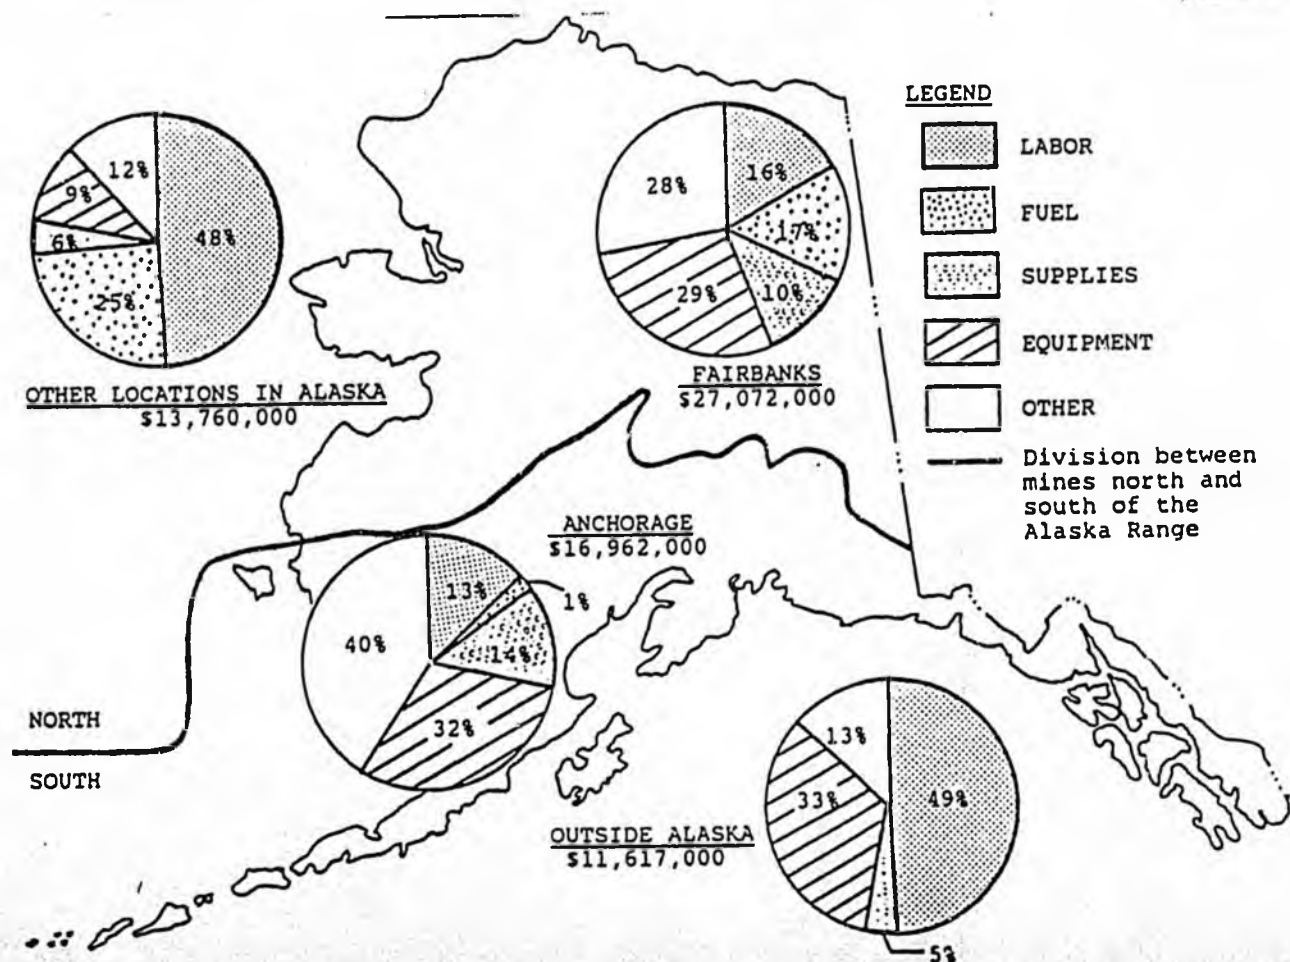 LEGEND
LABOR
FUEL
SUPPLIES
EQUIPMENT
OTHER
Division between
mines north and
south of the
Alaska Range
12%
9%
6%
48%
25%
OTHER LOCATIONS IN ALASKA
$13,760,000
28%
16%
17%
29%
10%
FAIRBANKS
$27,072,000
ANCHORAGE
$16,962,000
13%
1%
40%
14%
32%
NORTH
SOUTH
13%
33%
49%
5%
OUTSIDE ALASKA
$11,617,000